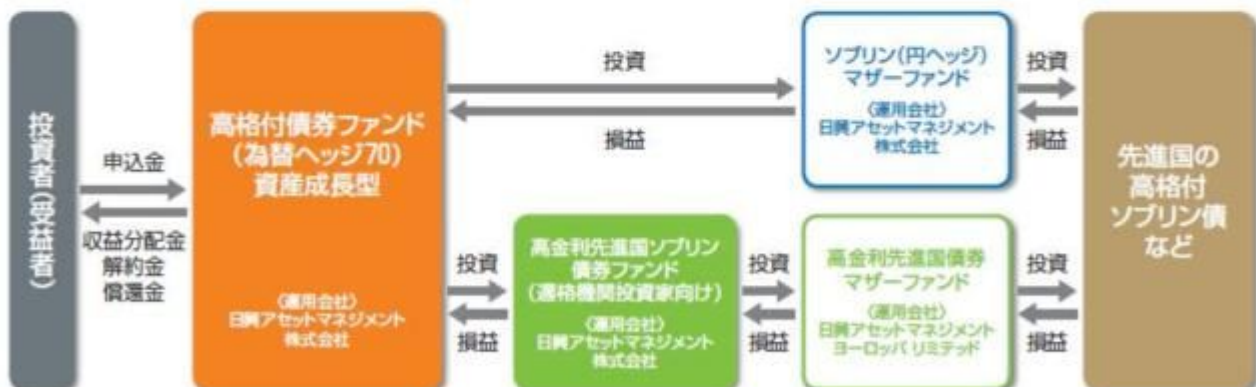 投資者(受益者)
申込金
収益分配金
解約金
償還金
高格付債券ファンド
(為替ヘッジ70)
資産成長型
〈運用会社〉
日興アセットマネジメント
株式会社
投資
損益
ソブリン(円ヘッジ)
マザーファンド
〈運用会社〉
日興アセットマネジメント
株式会社
投資
損益
投資
損益
高金利先進国ソブリン
債券ファンド
(適格機関投資家向け)
〈運用会社〉
日興アセットマネジメント
株式会社
投資
損益
高金利先進国債券
マザーファンド
〈運用会社〉
日興アセットマネジメント
ヨーロッパ リミテッド
投資
損益
先進国の
高格付
ソブリン債
など